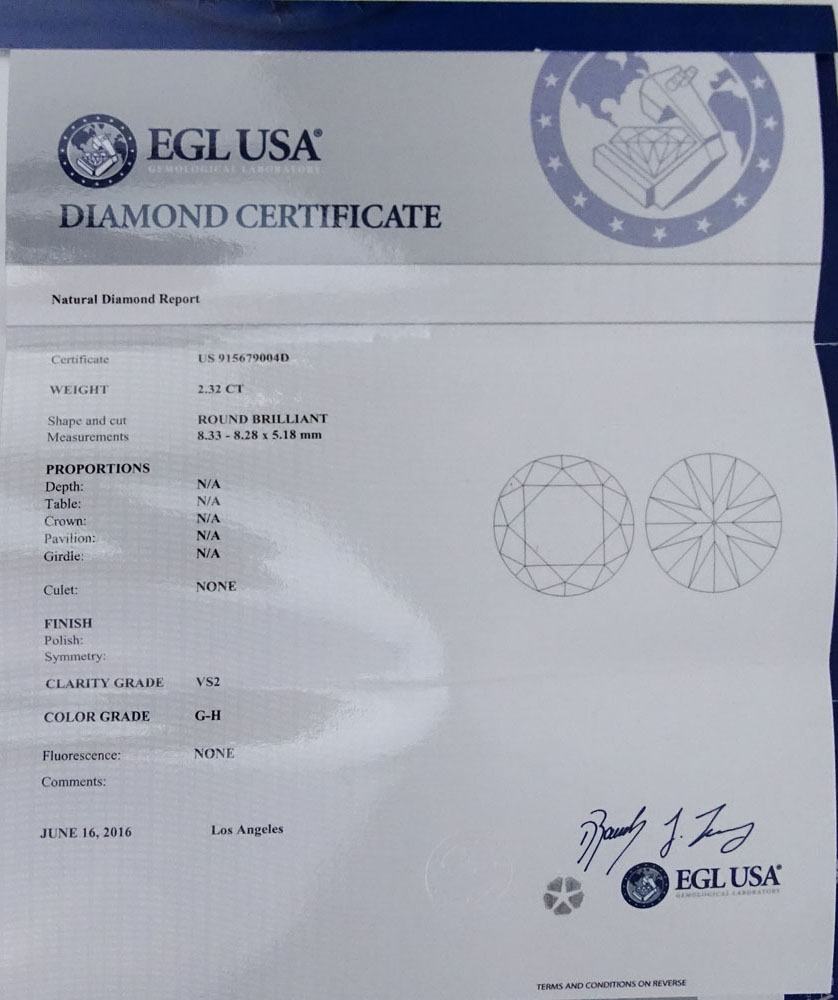 EGL USA®
GEMOLOGICAL LABORATORY
DIAMOND CERTIFICATE
Natural Diamond Report
Certificate US 915679004D
WEIGHT 2.32 CT
Shape and cut ROUND BRILLIANT
Measurements 8.33 - 8.28 x 5.18 mm
PROPORTIONS
Depth: N/A
Table: N/A
Crown: N/A
Pavilion: N/A
Girdle: N/A
Culet: NONE
FINISH
Polish:
Symmetry:
CLARITY GRADE VS2
COLOR GRADE G-H
Fluorescence: NONE
Comments:
JUNE 16, 2016 Los Angeles
EGL USA®
GEMOLOGICAL LABORATORY
TERMS AND CONDITIONS ON REVERSE